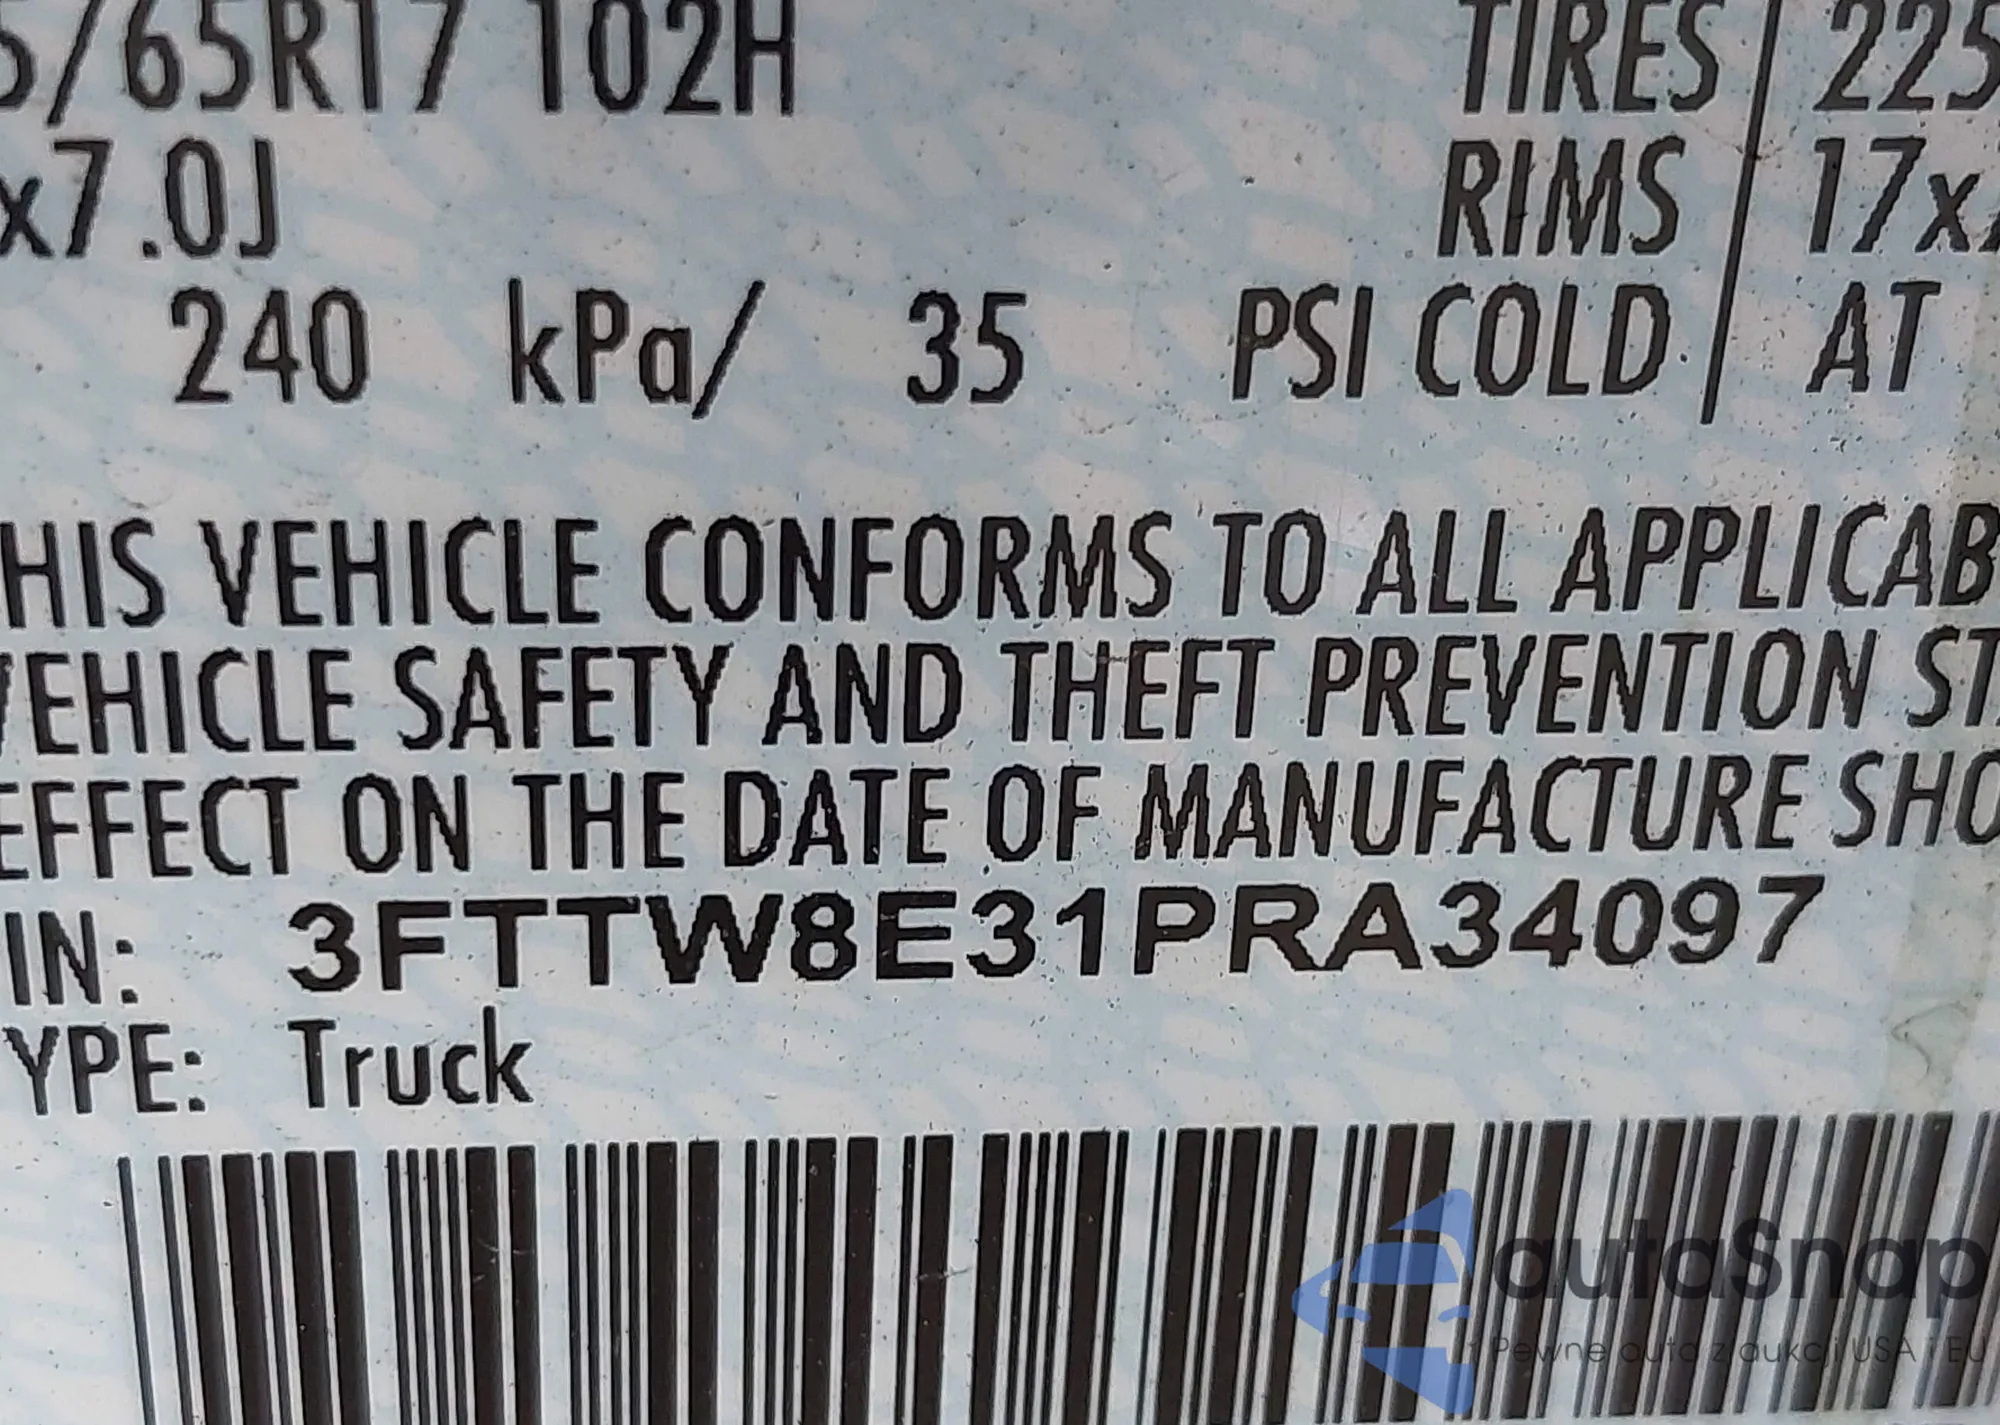 5/65R17 102H TIRES 225
x7.0J RIMS 17x
240 kPa/ 35 PSI COLD AT
HIS VEHICLE CONFORMS TO ALL APPLICAB
VEHICLE SAFETY AND THEFT PREVENTION ST
EFFECT ON THE DATE OF MANUFACTURE SHO
IN: 3FTTW8E31PRA34097
YPE: Truck
autaSnap
Pewne auta z aukcji USA i EU